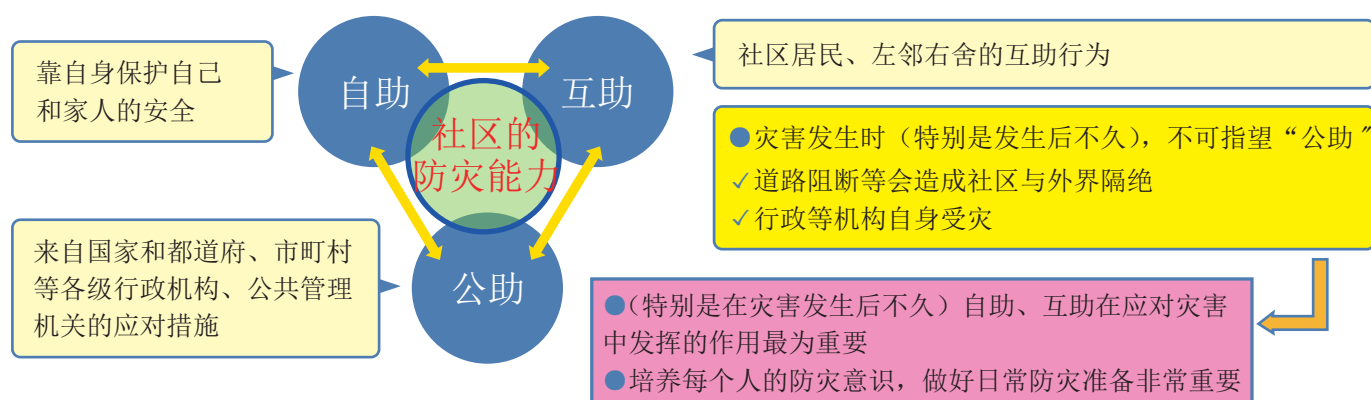 靠自身保护自己
和家人的安全
自助
互助
社区居民、左邻右舍的互助行为
社区的
防灾能力
●灾害发生时（特别是发生后不久），不可指望“公助”
✓道路阻断等会造成社区与外界隔绝
✓行政等机构自身受灾
来自国家和都道府、市町村
等各级行政机构、公共管理
机关的应对措施
公助
●（特别是在灾害发生后不久）自助、互助在应对灾害
中发挥的作用最为重要
●培养每个人的防灾意识，做好日常防灾准备非常重要